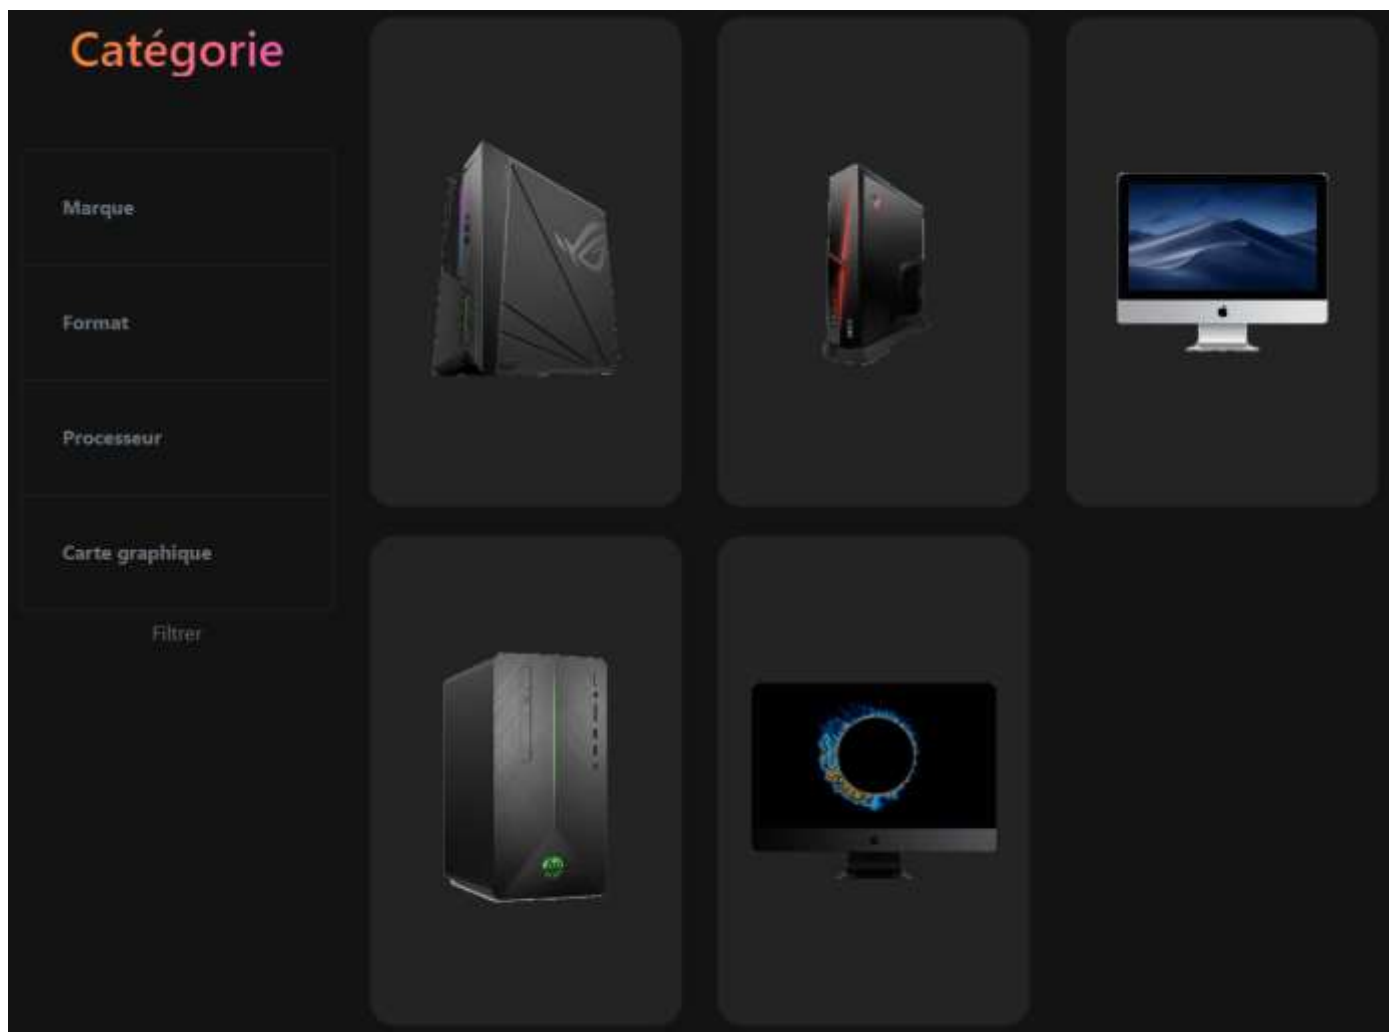 Catégorie
Marque
Format
Processeur
Carte graphique
Filtrer